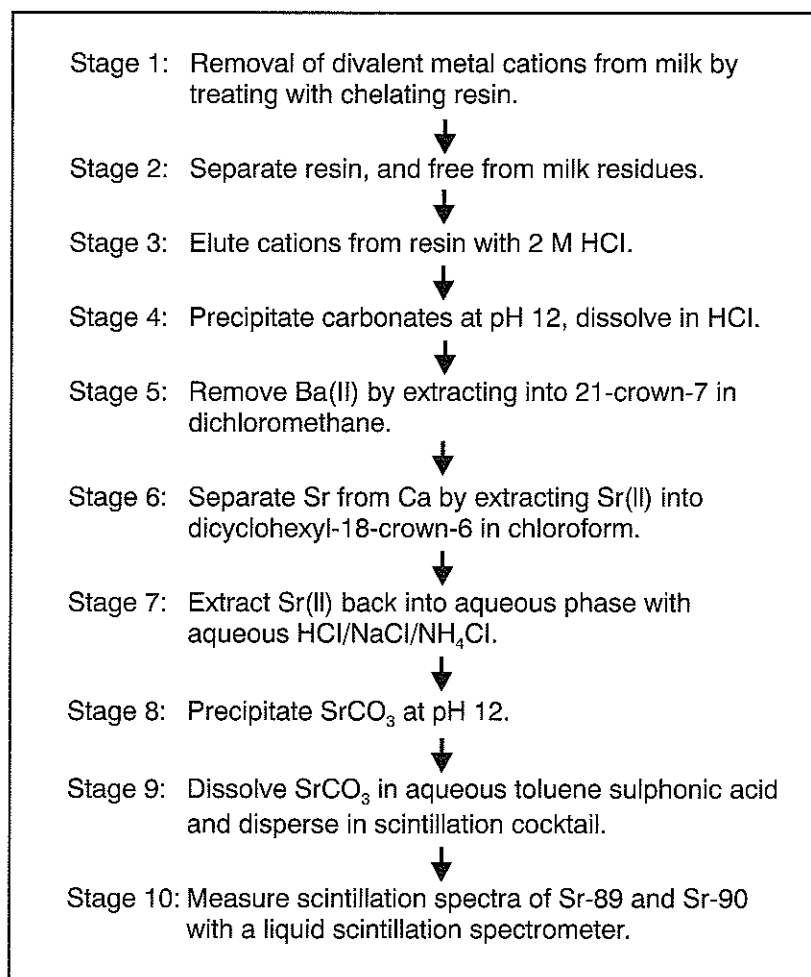 Stage 1: Removal of divalent metal cations from milk by
treating with chelating resin.
Stage 2: Separate resin, and free from milk residues.
Stage 3: Elute cations from resin with 2 M HCl.
Stage 4: Precipitate carbonates at pH 12, dissolve in HCl.
Stage 5: Remove Ba(II) by extracting into 21-crown-7 in
dichloromethane.
Stage 6: Separate Sr from Ca by extracting Sr(II) into
dicyclohexyl-18-crown-6 in chloroform.
Stage 7: Extract Sr(II) back into aqueous phase with
aqueous HCl/NaCl/NH₄Cl.
Stage 8: Precipitate SrCO₃ at pH 12.
Stage 9: Dissolve SrCO₃ in aqueous toluene sulphonic acid
and disperse in scintillation cocktail.
Stage 10: Measure scintillation spectra of Sr-89 and Sr-90
with a liquid scintillation spectrometer.